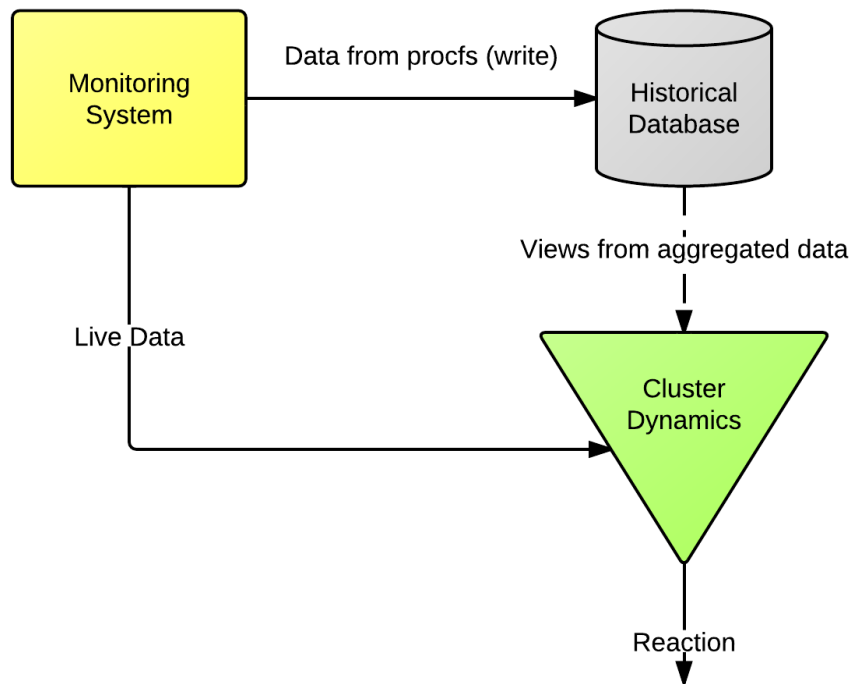 Monitoring
System
Data from procfs (write)
Historical
Database
Views from aggregated data
Live Data
Cluster
Dynamics
Reaction